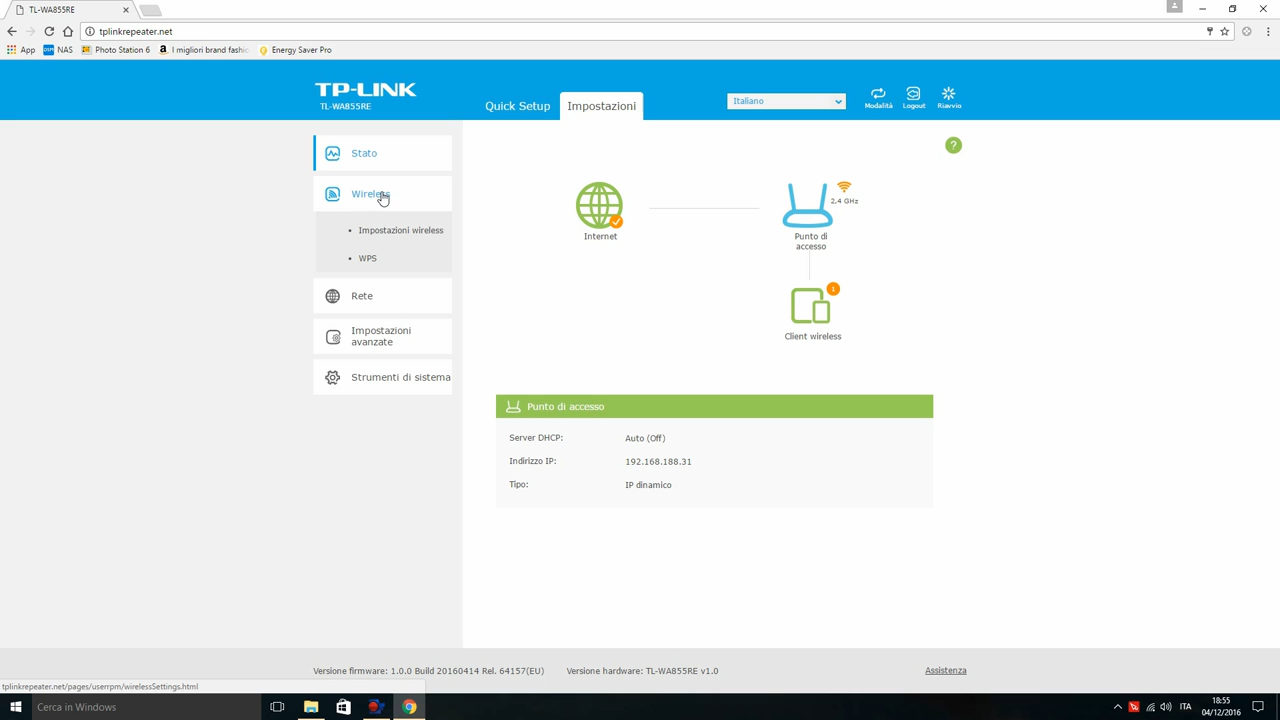 TL-WA855RE
tplinkrepeater.net
App
NAS
Photo Station 6
I migliori brand fashi
Energy Saver Pro
TP-LINK
TL-WA855RE
Quick Setup
Impostazioni
Italiano
Modalità
Logout
Riavvio
Stato
Wireless
Impostazioni wireless
WPS
Rete
Impostazioni
avanzate
Strumenti di sistema
?
Internet
2,4 GHz
Punto di
accesso
1
Client wireless
Punto di accesso
Server DHCP: Auto (Off)
Indirizzo IP: 192.168.188.31
Tipo: IP dinamico
Versione firmware: 1.0.0 Build 20160414 Rel. 64157(EU)
Versione hardware: TL-WA855RE v1.0
Assistenza
tplinkrepeater.net/pages/userrpm/wirelessSettings.html
Cerca in Windows
ITA
18:55
04/12/2016